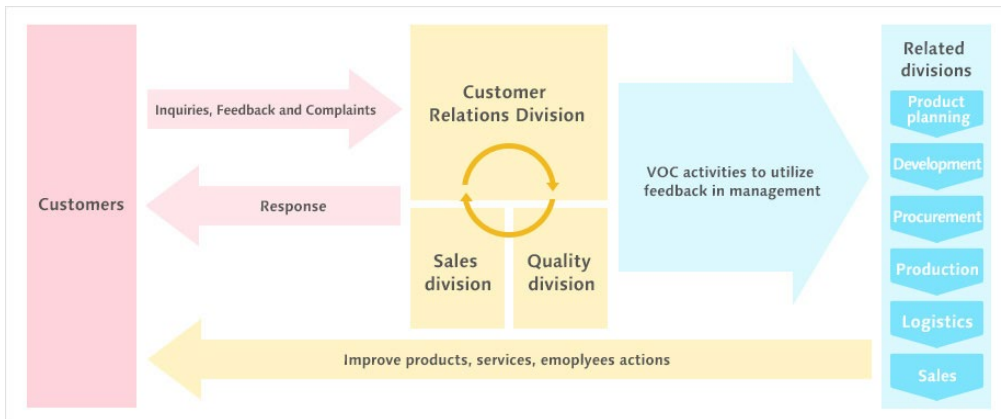 Customers
Inquiries, Feedback and Complaints
Response
Customer
Relations Division
Sales
division
Quality
division
VOC activities to utilize
feedback in management
Related
divisions
Product
planning
Development
Procurement
Production
Logistics
Sales
Improve products, services, emoplyees actions